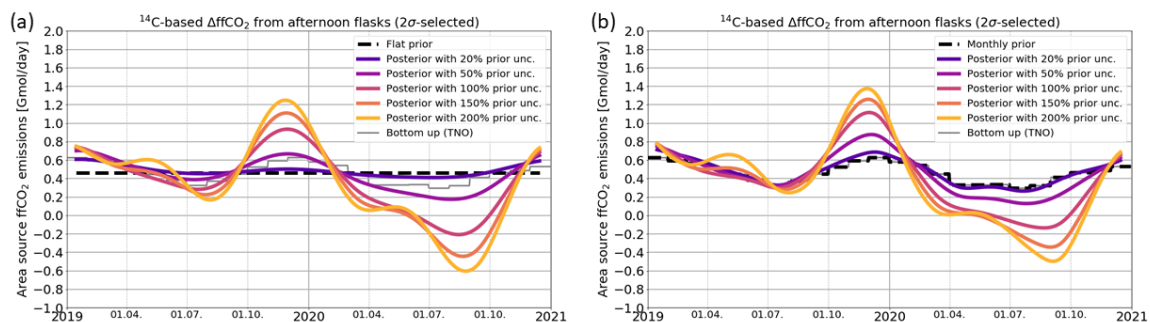 (a)
¹⁴C-based ΔffCO₂ from afternoon flasks (2σ-selected)
Area source ffCO₂ emissions [Gmol/day]
2.0
1.8
1.6
1.4
1.2
1.0
0.8
0.6
0.4
0.2
0.0
−0.2
−0.4
−0.6
−0.8
−1.0
Flat prior
Posterior with 20% prior unc.
Posterior with 50% prior unc.
Posterior with 100% prior unc.
Posterior with 150% prior unc.
Posterior with 200% prior unc.
Bottom up (TNO)
2019 01.04. 01.07. 01.10. 2020 01.04. 01.07. 01.10. 2021
(b)
¹⁴C-based ΔffCO₂ from afternoon flasks (2σ-selected)
Area source ffCO₂ emissions [Gmol/day]
2.0
1.8
1.6
1.4
1.2
1.0
0.8
0.6
0.4
0.2
0.0
−0.2
−0.4
−0.6
−0.8
−1.0
Monthly prior
Posterior with 20% prior unc.
Posterior with 50% prior unc.
Posterior with 100% prior unc.
Posterior with 150% prior unc.
Posterior with 200% prior unc.
Bottom up (TNO)
2019 01.04. 01.07. 01.10. 2020 01.04. 01.07. 01.10. 2021